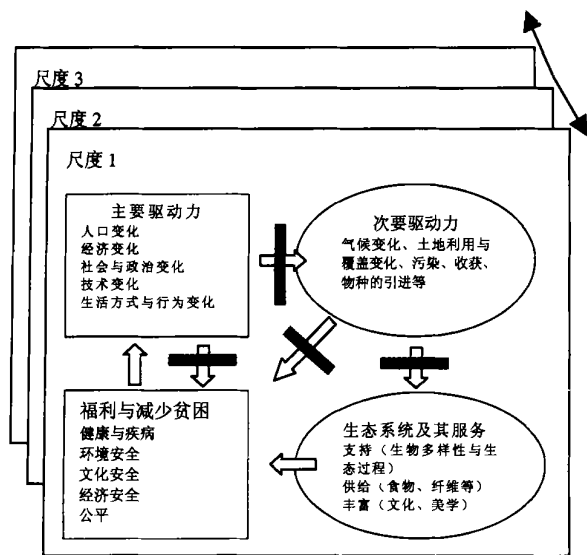 尺度 3
尺度 2
尺度 1
主要驱动力
人口变化
经济变化
社会与政治变化
技术变化
生活方式与行为变化
次要驱动力
气候变化、土地利用与
覆盖变化、污染、收获、
物种的引进等
福利与减少贫困
健康与疾病
环境安全
文化安全
经济安全
公平
生态系统及其服务
支持（生物多样性与生
态过程）
供给（食物、纤维等）
丰富（文化、美学）